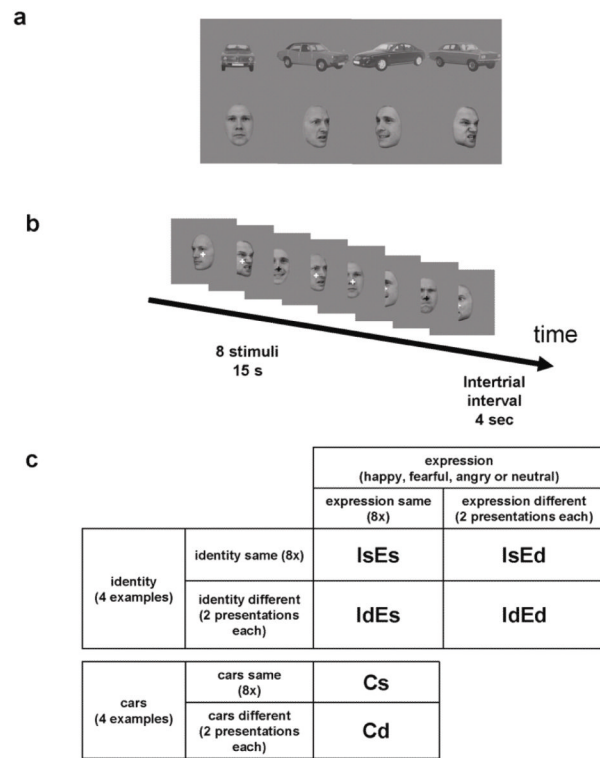 a
b
time
8 stimuli
15 s
Intertrial
interval
4 sec
c
expression
(happy, fearful, angry or neutral)
expression same
(8x)
expression different
(2 presentations each)
identity
(4 examples)
identity same (8x)
IsEs
IsEd
identity different
(2 presentations
each)
IdEs
IdEd
cars
(4 examples)
cars same
(8x)
Cs
cars different
(2 presentations
each)
Cd